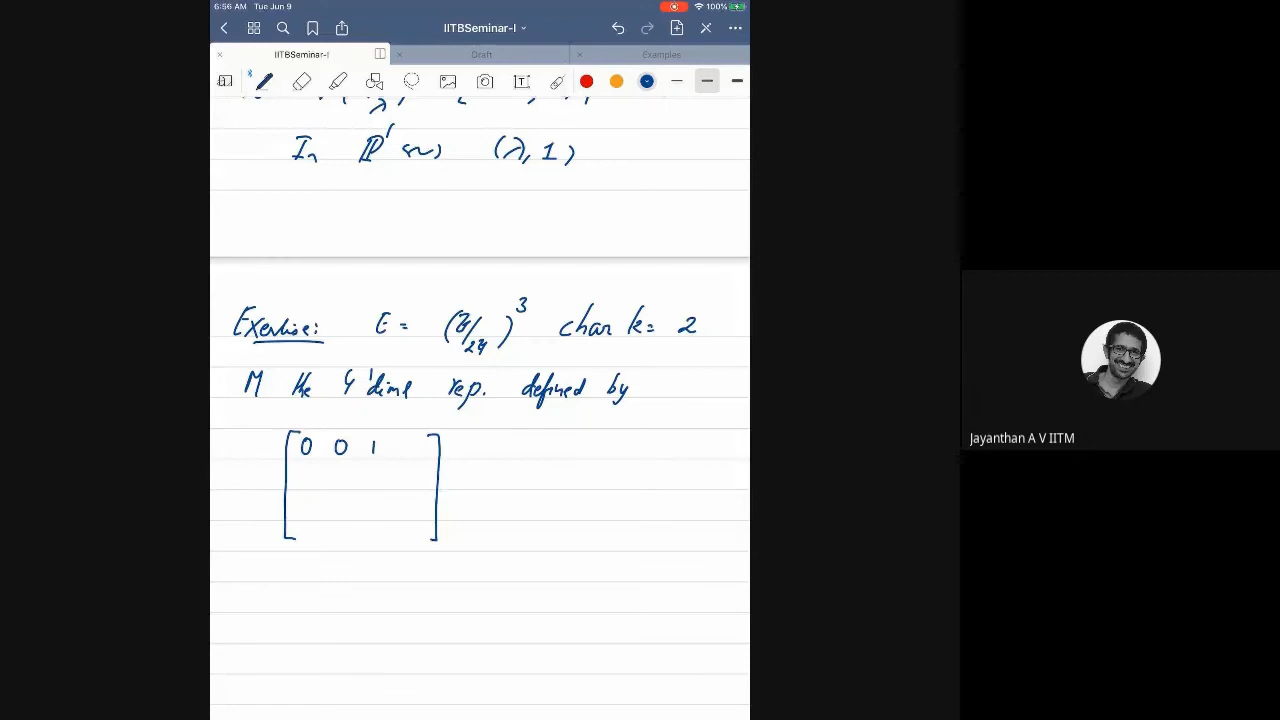 6:56 AM Tue Jun 9
100%
IITBSeminar-I
IITBSeminar-I
Draft
Examples
In ℙ¹ (λ, 1)
Exercise: E = (ℤ/2ℤ)³ char k = 2
M the 4 dim'l rep. defined by
[0 0 1 ]
Jayanthan A V IITM